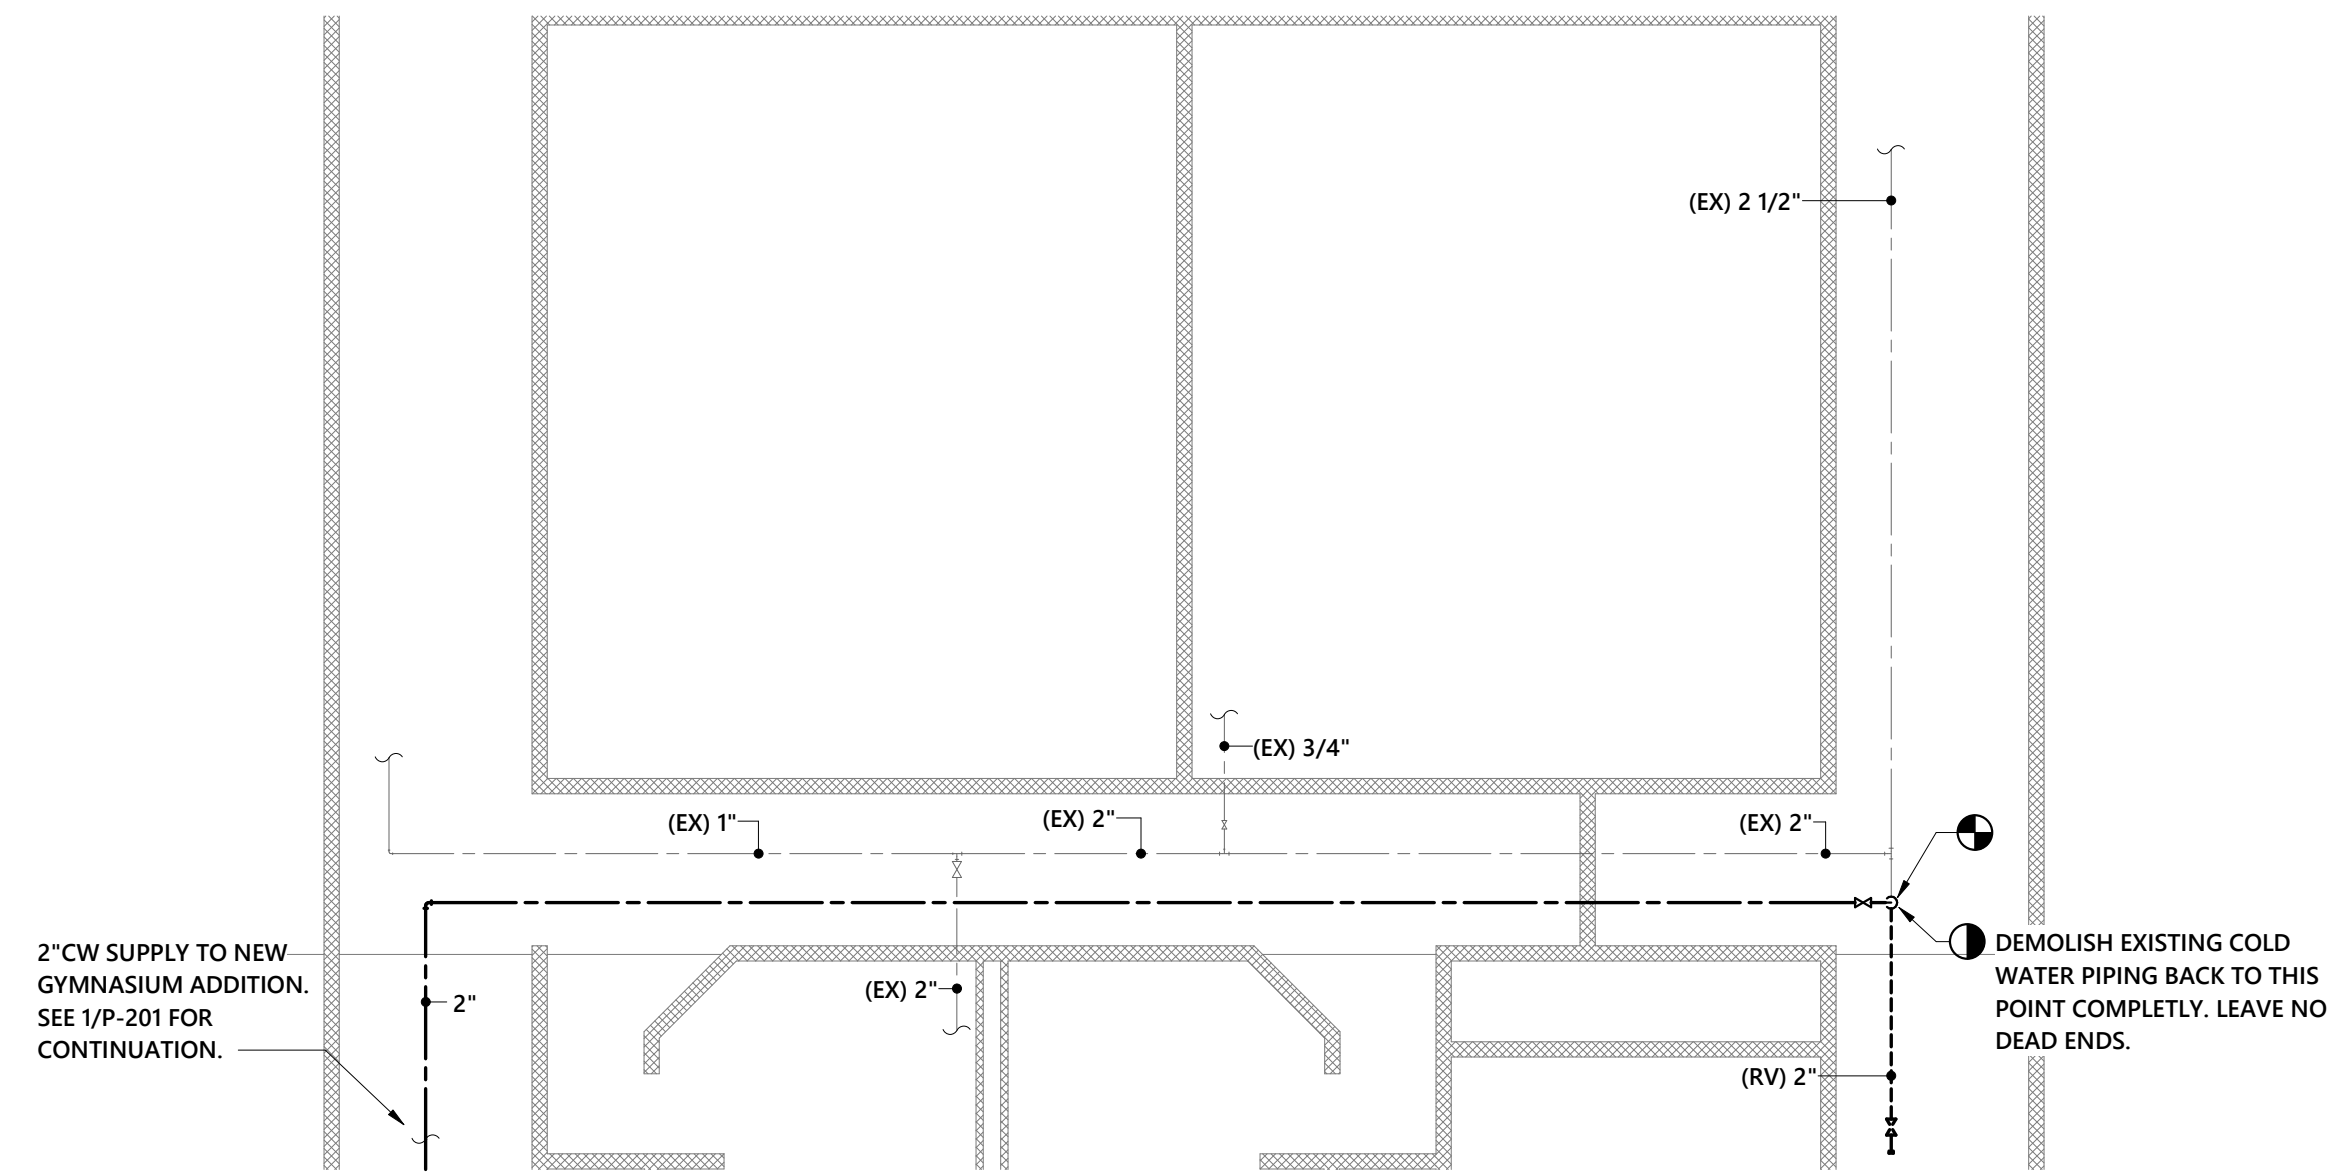 (EX) 2 1/2"
(EX) 3/4"
(EX) 1"
(EX) 2"
(EX) 2"
2"CW SUPPLY TO NEW
GYMNASIUM ADDITION.
SEE 1/P-201 FOR
CONTINUATION.
2"
(EX) 2"
DEMOLISH EXISTING COLD
WATER PIPING BACK TO THIS
POINT COMPLETLY. LEAVE NO
DEAD ENDS.
(RV) 2"